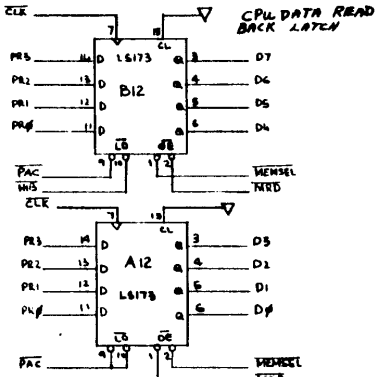 CLK
CPU DATA READ
BACK LATCH
7 15
CL
PR3 14 D LS173 Q 3 D7
PR2 13 D Q 4 D6
PR1 12 D B12 Q 5 D5
PRØ 11 D Q 6 D4
LD OE
9 10 1 2
PAC MEMSEL
MRD
CLK
7 15
CL
PR3 14 D Q 3 D3
PR2 13 D A12 Q 4 D2
PR1 12 D LS173 Q 5 D1
PRØ 11 D Q 6 DØ
LD OE
9 10 1 2
PAC MEMSEL